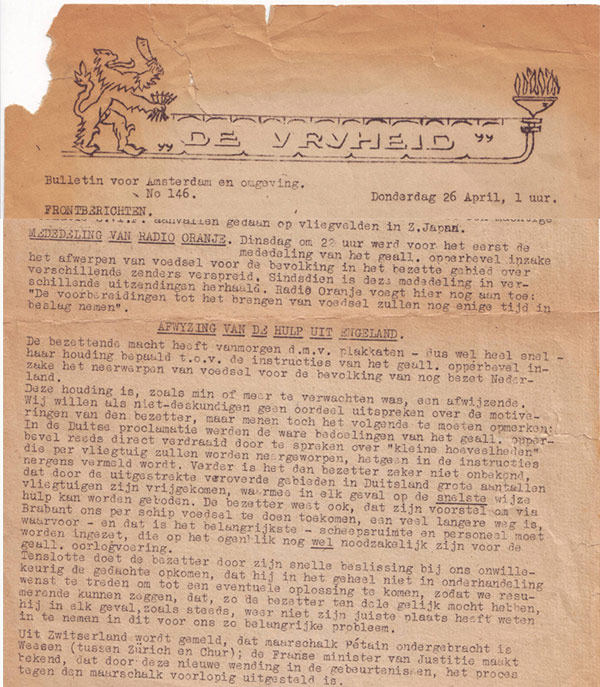 ,, DE VRYHEID ,,
Bulletin voor Amsterdam en omgeving.
No 146. Donderdag 26 April, 1 uur.
FRONTBERICHTEN.
aanvallen gedaan op vliegvelden in Z.Japan.
MEDEDELING VAN RADIO ORANJE. Dinsdag om 22 uur werd voor het eerst de
mededeling van het geall. opperbevel inzake
het afwerpen van voedsel voor de bevolking in het bezette gebied over
verschillende zenders verspreid. Sindsdien is deze mededeling in ver-
schillende uitzendingen herhaald. Radio Oranje voegt hier nog aan toe:
"De voorbereidingen tot het brengen van voedsel zullen nog enige tijd in
beslag nemen".
AFWYZING VAN DE HULP UIT ENGELAND.
De bezettende macht heeft vanmorgen d.m.v. plakkaten - dus wel heel snel -
haar houding bepaald t.o.v. de instructies van het geall. opperbevel in-
zake het neerwerpen van voedsel voor de bevolking van nog bezet Neder-
land.
Deze houding is, zoals min of meer te verwachten was, een afwijzende.
Wij willen als niet-deskundigen geen oordeel uitspreken over de motive-
ringen van den bezetter, maar menen toch het volgende te moeten opmerken:
In de Duitse proclamatie werden de ware bedoelingen van het geall. opper-
bevel reeds direct verdraaid door te spreken over "kleine hoeveelheden"
die per vliegtuig zullen worden neergeworpen, hetgeen in de instructies
nergens vermeld wordt. Verder is het den bezetter zeker niet onbekend,
dat door de uitgestrekte veroverde gebieden in Duitsland grote aantallen
vliegtuigen zijn vrijgekomen, waarmee in elk geval op de snelste wijze
hulp kan worden geboden. De bezetter weet ook, dat zijn voorstel om via
Brabant ons per schip voedsel te doen toekomen, een veel langere weg is,
waarvoor - en dat is het belangrijkste - scheepsruimte en personeel moet
worden ingezet, die op het ogenblik nog wel noodzakelijk zijn voor de
geall. oorlogvoering.
Tenslotte doet de bezetter door zijn snelle beslissing bij ons onwille-
keurig de gedachte opkomen, dat hij in het geheel niet in onderhandeling
wenst te treden om tot een eventuele oplossing te komen, zodat we resu-
merende kunnen zeggen, dat, zo de bezetter ten dele gelijk mocht hebben,
hij in elk geval, zoals steeds, weer niet zijn juiste plaats heeft weten
in te nemen in dit voor ons zo belangrijke probleem.
Uit Zwitserland wordt gemeld, dat maarschalk Pétain ondergebracht is
Weesen (tussen Zürich en Chur); de Franse minister van Justitie maakt
bekend, dat door deze nieuwe wending in de gebeurtenissen, het proces
tegen den maarschalk voorlopig uitgesteld is.